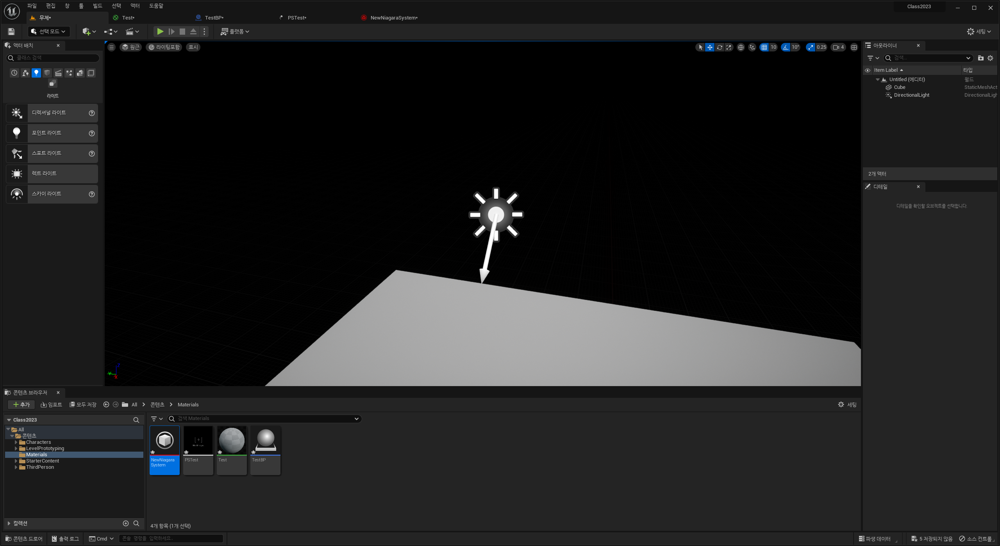 파일 편집 창 툴 빌드 선택 액터 도움말
Class2023
무제* Test* TestBP* PSTest* NewNiagaraSystem*
선택 모드 플랫폼 세팅
액터 배치
클래스 검색
라이트
디렉셔널 라이트
포인트 라이트
스포트 라이트
렉트 라이트
스카이 라이트
원근 라이팅포함 표시
10 10° 0.25 4
Z
Y
X
아웃라이너
검색...
Item Label 타입
Untitled (에디터) 월드
Cube StaticMeshAct
DirectionalLight DirectionalLigh
2개 액터
디테일
디테일을 확인할 오브젝트를 선택합니다.
콘텐츠 브라우저
추가 임포트 모두 저장 All 콘텐츠 Materials 세팅
Class2023
All
콘텐츠
Characters
LevelPrototyping
Materials
StarterContent
ThirdPerson
컬렉션
검색 Materials
No Image
NewNiagara
System
PSTest
Test
TestBP
4개 항목 (1개 선택)
콘텐츠 드로어 출력 로그 Cmd 콘솔 명령을 입력하세요.
파생 데이터 5 저장되지 않음 소스 컨트롤